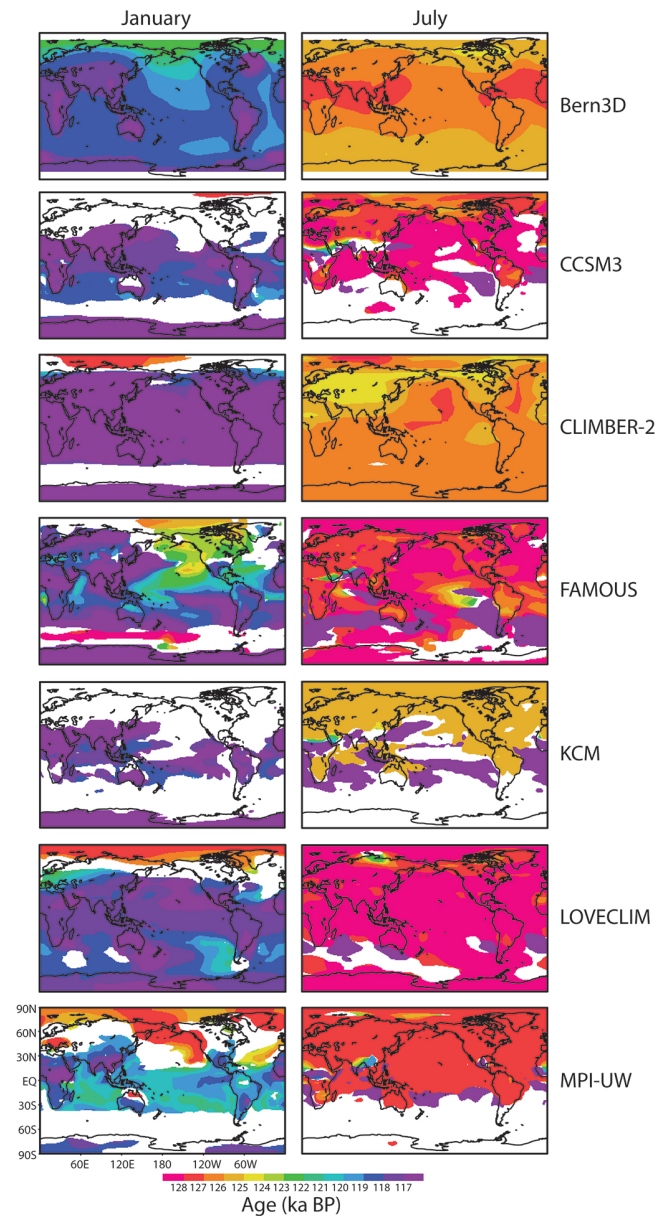 January July
Bern3D
CCSM3
CLIMBER-2
FAMOUS
KCM
LOVECLIM
90N
60N
30N
EQ
30S
60S
90S
MPI-UW
60E 120E 180 120W 60W
128 127 126 125 124 123 122 121 120 119 118 117
Age (ka BP)